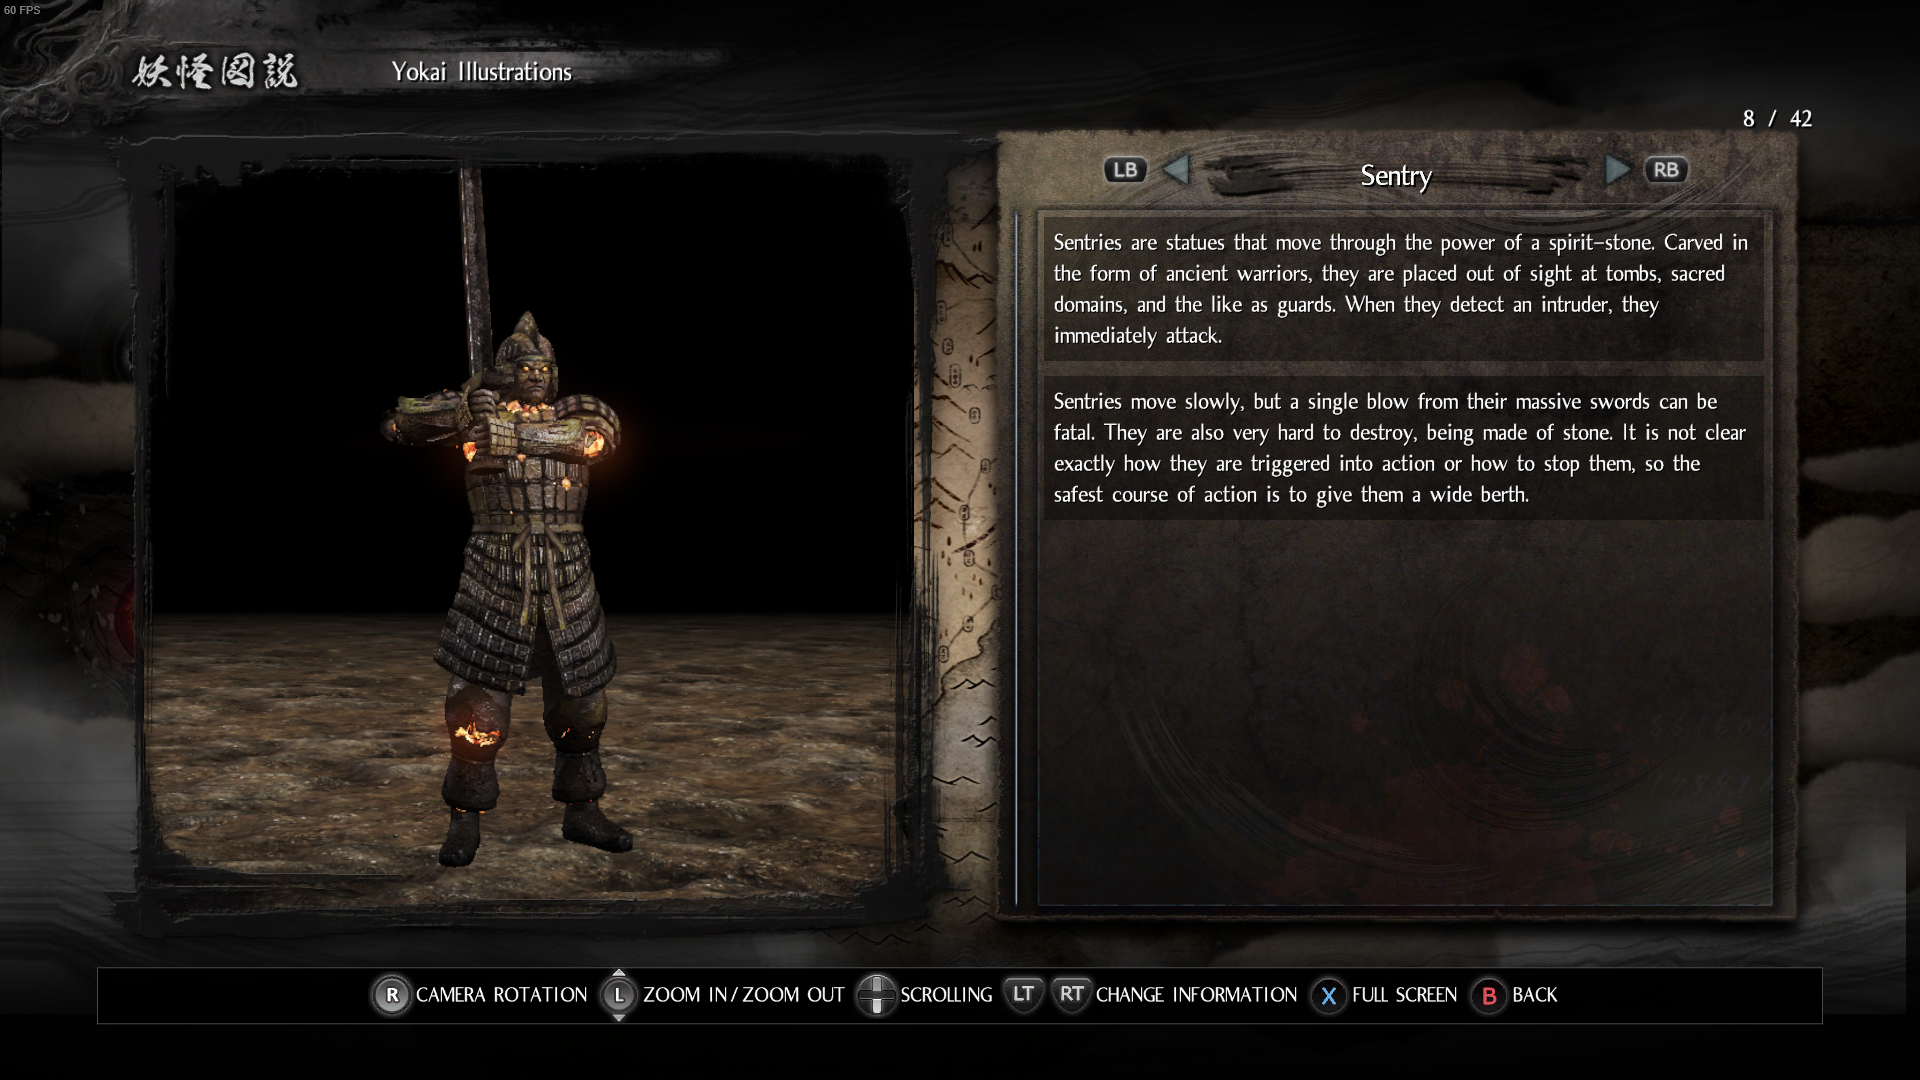 60 FPS
妖怪図説
Yokai Illustrations
8 / 42
LB
Sentry
RB
Sentries are statues that move through the power of a spirit–stone. Carved in
the form of ancient warriors, they are placed out of sight at tombs, sacred
domains, and the like as guards. When they detect an intruder, they
immediately attack.
Sentries move slowly, but a single blow from their massive swords can be
fatal. They are also very hard to destroy, being made of stone. It is not clear
exactly how they are triggered into action or how to stop them, so the
safest course of action is to give them a wide berth.
R CAMERA ROTATION L ZOOM IN / ZOOM OUT SCROLLING LT RT CHANGE INFORMATION X FULL SCREEN B BACK